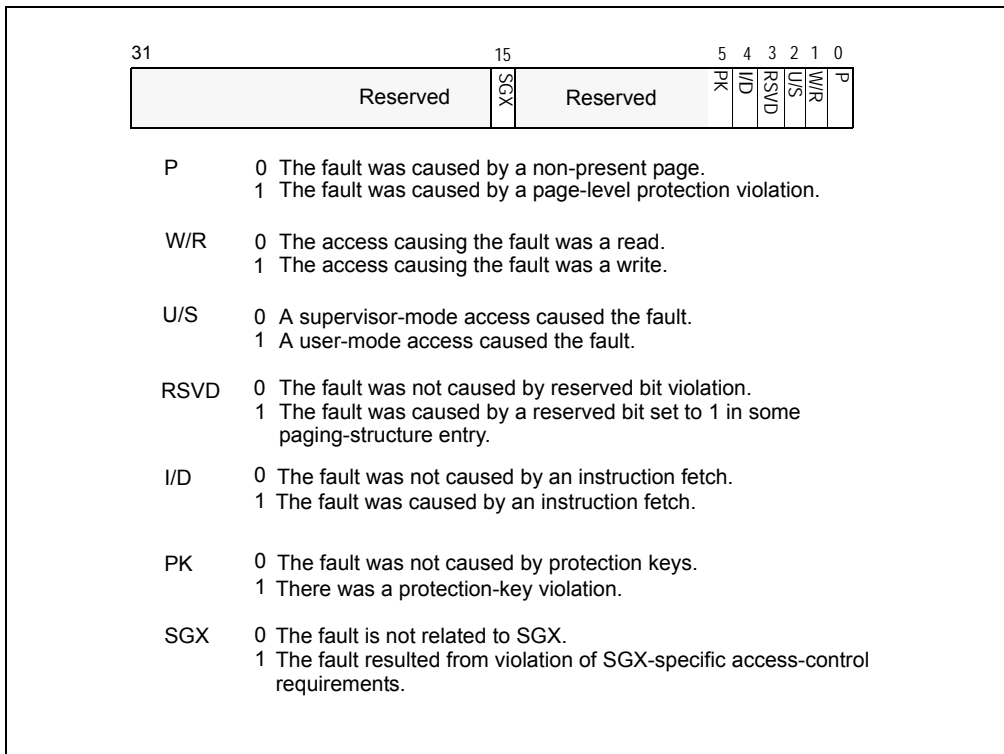 31 15 5 4 3 2 1 0
Reserved SGX Reserved PK I/D RSVD U/S W/R P
P 0 The fault was caused by a non-present page.
1 The fault was caused by a page-level protection violation.
W/R 0 The access causing the fault was a read.
1 The access causing the fault was a write.
U/S 0 A supervisor-mode access caused the fault.
1 A user-mode access caused the fault.
RSVD 0 The fault was not caused by reserved bit violation.
1 The fault was caused by a reserved bit set to 1 in some
paging-structure entry.
I/D 0 The fault was not caused by an instruction fetch.
1 The fault was caused by an instruction fetch.
PK 0 The fault was not caused by protection keys.
1 There was a protection-key violation.
SGX 0 The fault is not related to SGX.
1 The fault resulted from violation of SGX-specific access-control
requirements.